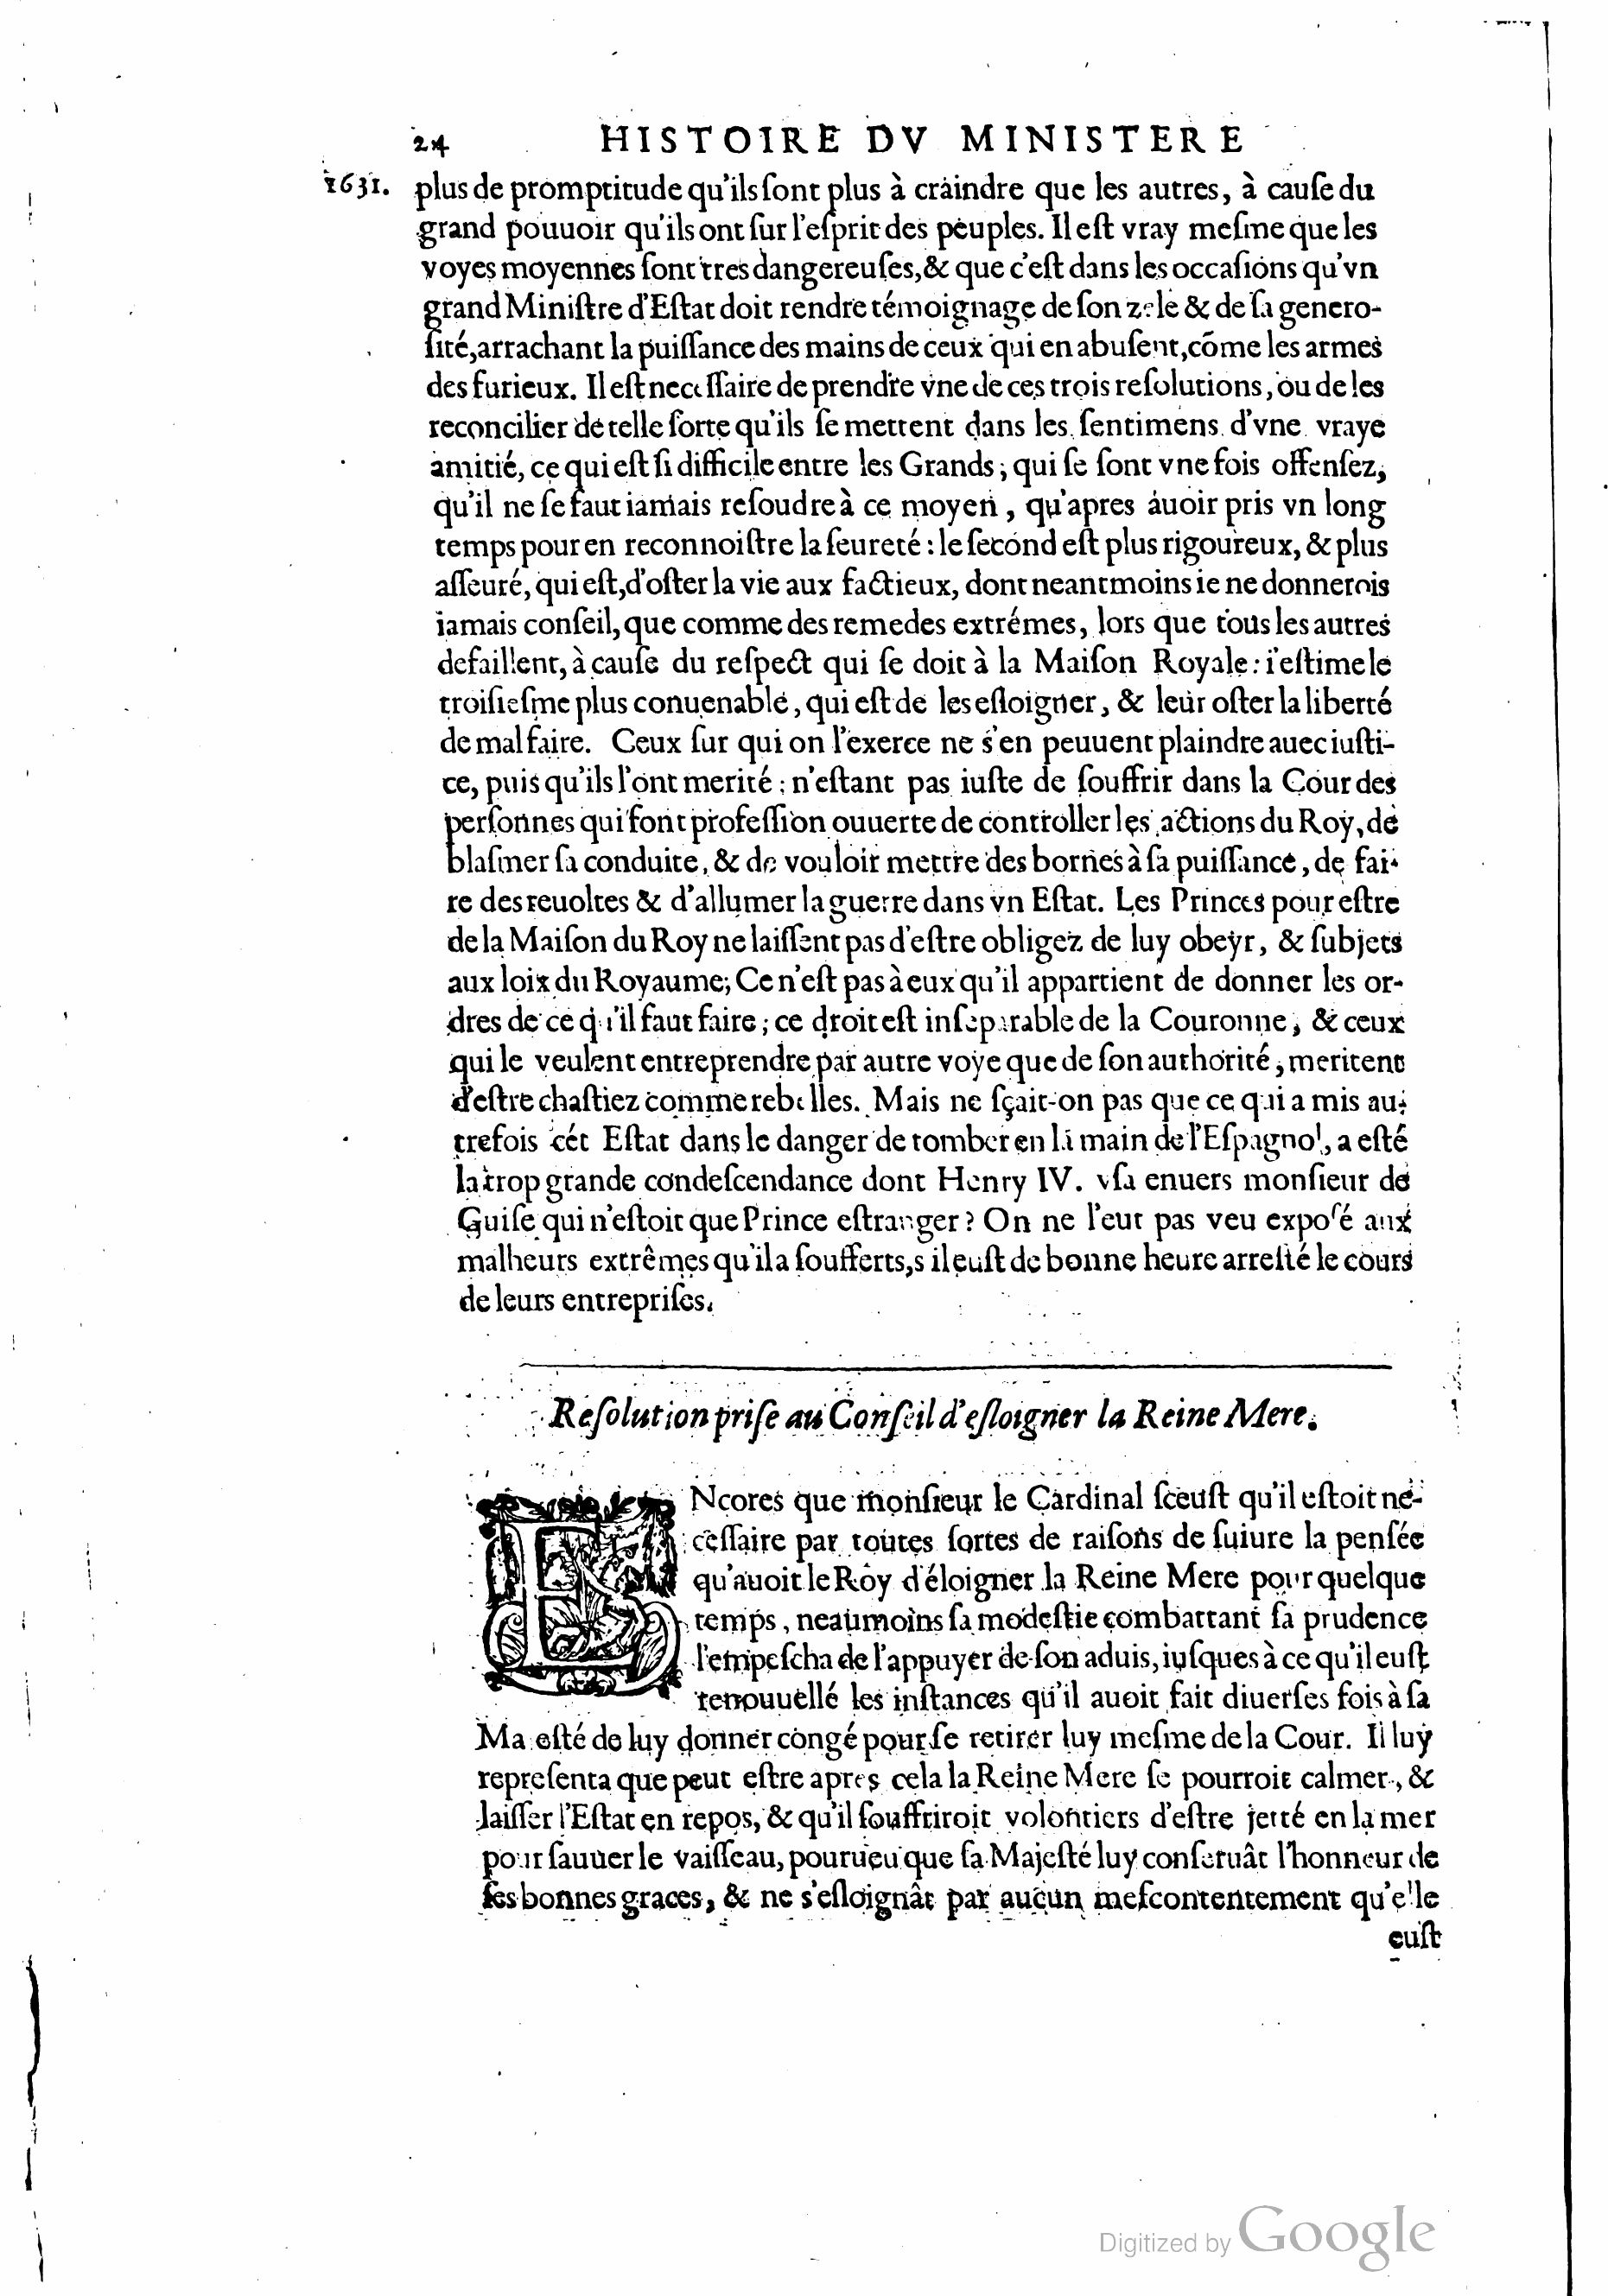 24 HISTOIRE DV MINISTERE
1631. plus de promptitude qu'ils ſont plus à craindre que les autres, à cauſe du
grand pouuoir qu'ils ont ſur l'eſprit des peuples. Il eſt vray meſme que les
voyes moyennes ſont tres dangereuſes, & que c'eſt dans les occaſions qu'vn
grand Miniſtre d'Eſtat doit rendre témoignage de ſon zele & de ſa genero-
ſité, arrachant la puiſſance des mains de ceux qui en abuſent, cõme les armes
des furieux. Il eſt neceſſaire de prendre vne de ces trois reſolutions, ou de les
reconcilier de telle ſorte qu'ils ſe mettent dans les ſentimens d'vne vraye
amitié, ce qui eſt ſi difficile entre les Grands, qui ſe ſont vne fois offenſez,
qu'il ne ſe faut iamais reſoudre à ce moyen, qu'apres auoir pris vn long
temps pour en reconnoiſtre la ſeureté : le ſecond eſt plus rigoureux, & plus
aſſeuré, qui eſt, d'oſter la vie aux factieux, dont neantmoins ie ne donnerois
iamais conſeil, que comme des remedes extrémes, lors que tous les autres
defaillent, à cauſe du reſpect qui ſe doit à la Maiſon Royale : i'eſtime le
troiſieſme plus conuenable, qui eſt de les eſloigner, & leur oſter la liberté
de mal faire. Ceux ſur qui on l'exerce ne s'en peuuent plaindre auec iuſti-
ce, puis qu'ils l'ont merité : n'eſtant pas iuſte de ſouffrir dans la Cour des
perſonnes qui font profeſſion ouuerte de controller les actions du Roy, de
blaſmer ſa conduite, & de vouloir mettre des bornes à ſa puiſſance, de fai-
re des reuoltes & d'allumer la guerre dans vn Eſtat. Les Princes pour eſtre
de la Maiſon du Roy ne laiſſent pas d'eſtre obligez de luy obeyr, & ſubjets
aux loix du Royaume; Ce n'eſt pas à eux qu'il appartient de donner les or-
dres de ce qu'il faut faire ; ce droit eſt inſeparable de la Couronne, & ceux
qui le veulent entreprendre par autre voye que de ſon authorité, meritent
d'eſtre chaſtiez comme rebelles. Mais ne ſçait-on pas que ce qui a mis au-
trefois cét Eſtat dans le danger de tomber en la main de l'Eſpagnol, a eſté
la trop grande condeſcendance dont Henry IV. vſa enuers monſieur de
Guiſe qui n'eſtoit que Prince eſtranger ? On ne l'eut pas veu expoſé aux
malheurs extrêmes qu'il a ſoufferts, s il euſt de bonne heure arreſté le cours
de leurs entrepriſes.
Reſolution priſe au Conſeil d'eſloigner la Reine Mere.
ENcores que monſieur le Cardinal ſceuſt qu'il eſtoit ne-
ceſſaire par toutes ſortes de raiſons de ſuiure la penſée
qu'auoit le Roy d'éloigner la Reine Mere pour quelque
temps, neaumoins ſa modeſtie combattant ſa prudence
l'empeſcha de l'appuyer de ſon aduis, iuſques à ce qu'il euſt
renouuellé les inſtances qu'il auoit fait diuerſes fois à ſa
Majeſté de luy donner congé pour ſe retirer luy meſme de la Cour. Il luy
repreſenta que peut eſtre apres cela la Reine Mere ſe pourroit calmer, &
laiſſer l'Eſtat en repos, & qu'il ſouffriroit volontiers d'eſtre jetté en la mer
pour ſauuer le vaiſſeau, pourueu que ſa Majeſté luy conſeruât l'honneur de
ſes bonnes graces, & ne s'eſloignât par aucun meſcontentement qu'elle
euſt
Digitized by Google